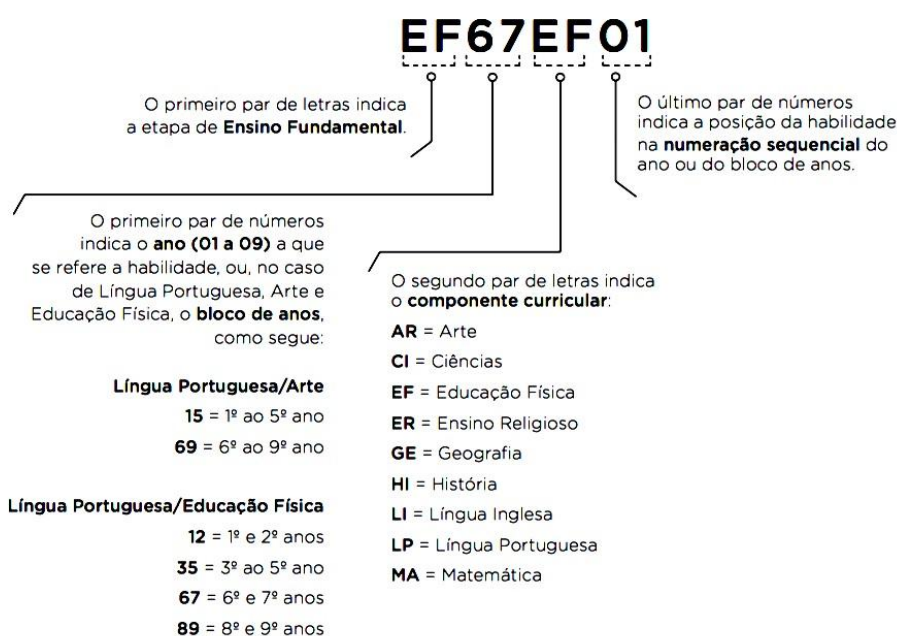 EF67EF01
O primeiro par de letras indica
a etapa de Ensino Fundamental.
O último par de números
indica a posição da habilidade
na numeração sequencial do
ano ou do bloco de anos.
O primeiro par de números
indica o ano (01 a 09) a que
se refere a habilidade, ou, no caso
de Língua Portuguesa, Arte e
Educação Física, o bloco de anos,
como segue:
Língua Portuguesa/Arte
15 = 1º ao 5º ano
69 = 6º ao 9º ano
Língua Portuguesa/Educação Física
12 = 1º e 2º anos
35 = 3º ao 5º ano
67 = 6º e 7º anos
89 = 8º e 9º anos
O segundo par de letras indica
o componente curricular:
AR = Arte
CI = Ciências
EF = Educação Física
ER = Ensino Religioso
GE = Geografia
HI = História
LI = Língua Inglesa
LP = Língua Portuguesa
MA = Matemática